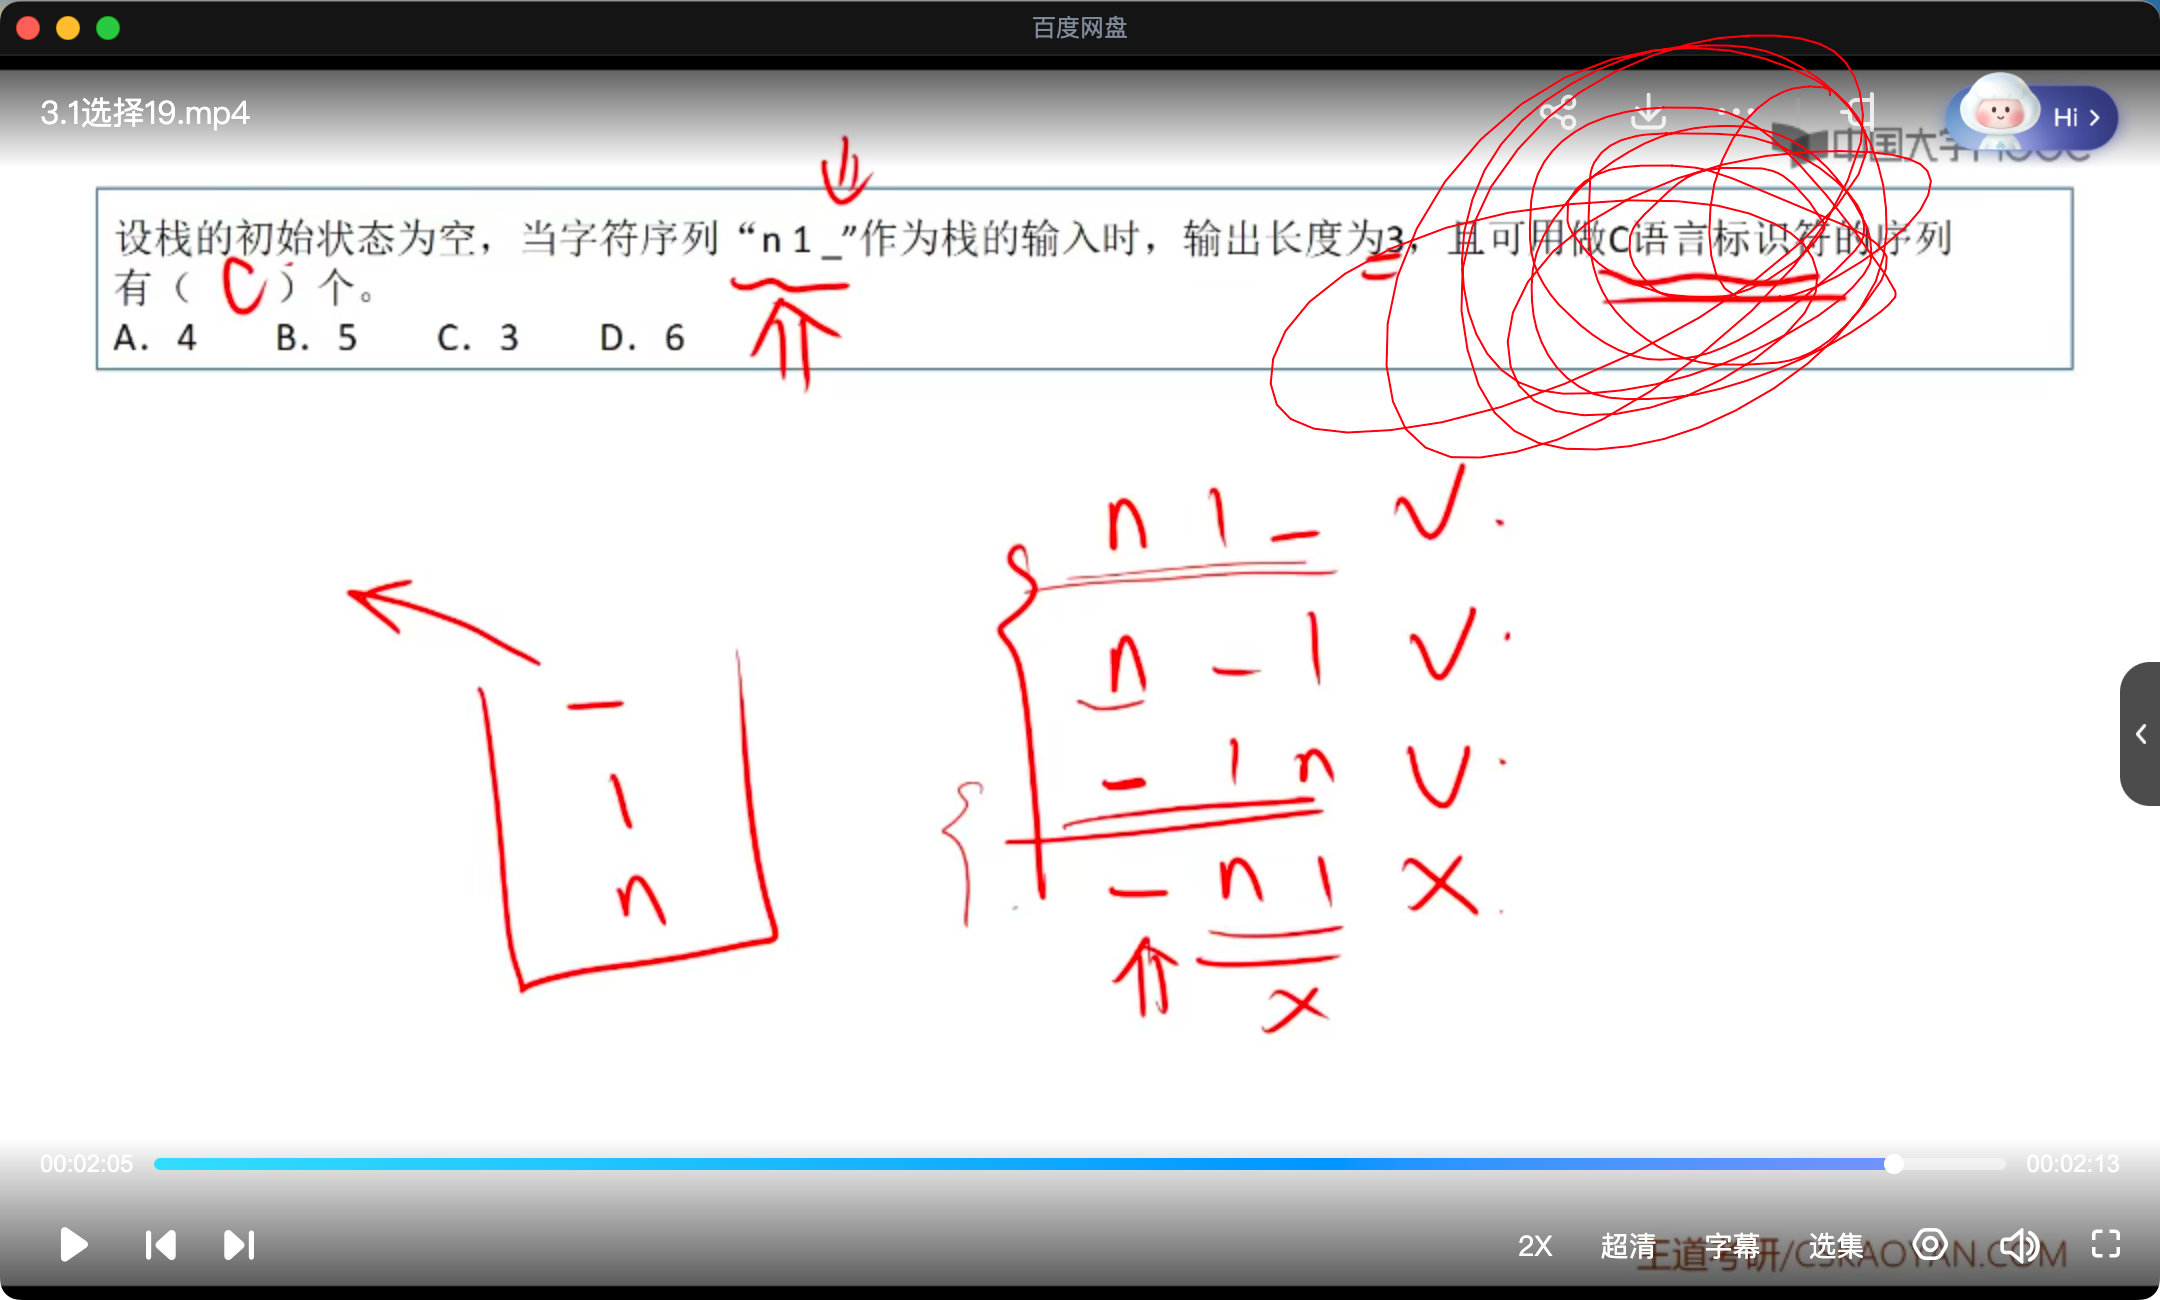 百度网盘
3.1选择19.mp4
Hi
中国大学MOOC
设栈的初始状态为空，当字符序列“n 1 _”作为栈的输入时，输出长度为3，且可用做C语言标识符的序列
有（ C ）个。
A. 4 B. 5 C. 3 D. 6
n 1 _ √
n _ 1 √
_ 1 n √
_ n 1 ×
×
_
1
n
00:02:05
00:02:13
2X 超清 字幕 选集
王道考研/CSKAOYAN.COM